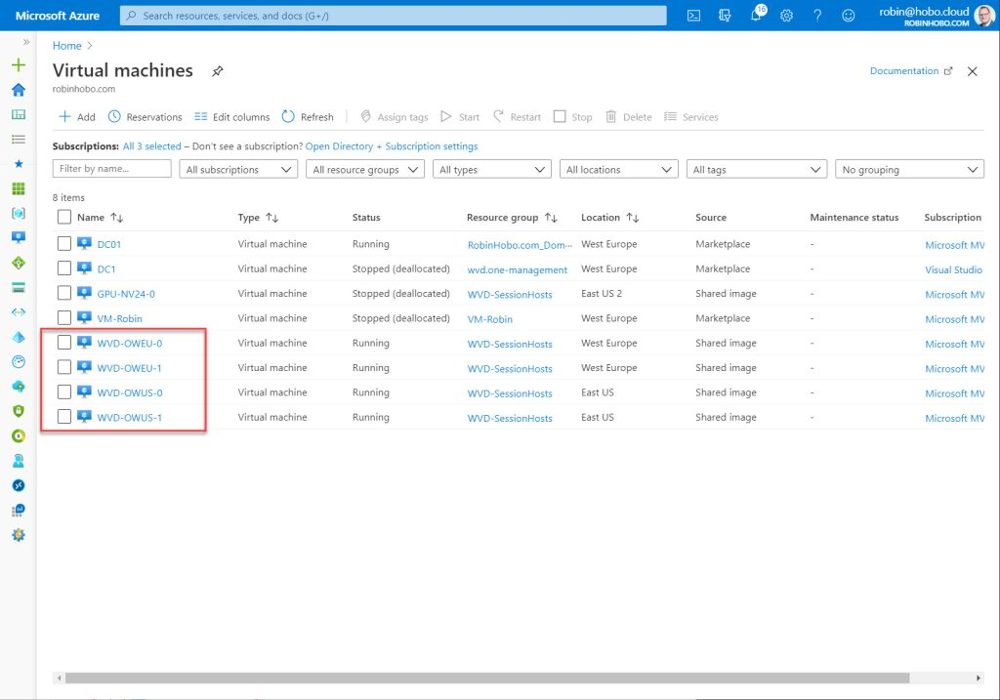 Microsoft Azure
Search resources, services, and docs (G+/)
16
robin@hobo.cloud
ROBINHOBO.COM
Home
Virtual machines
robinhobo.com
Documentation
Add Reservations Edit columns Refresh Assign tags Start Restart Stop Delete Services
Subscriptions: All 3 selected – Don't see a subscription? Open Directory + Subscription settings
Filter by name... All subscriptions All resource groups All types All locations All tags No grouping
8 items
Name Type Status Resource group Location Source Maintenance status Subscription
DC01 Virtual machine Running RobinHobo.com_Dom··· West Europe Marketplace - Microsoft MV
DC1 Virtual machine Stopped (deallocated) wvd.one-management West Europe Marketplace - Visual Studio
GPU-NV24-0 Virtual machine Stopped (deallocated) WVD-SessionHosts East US 2 Shared image - Microsoft MV
VM-Robin Virtual machine Stopped (deallocated) VM-Robin West Europe Marketplace - Microsoft MV
WVD-OWEU-0 Virtual machine Running WVD-SessionHosts West Europe Shared image - Microsoft MV
WVD-OWEU-1 Virtual machine Running WVD-SessionHosts West Europe Shared image - Microsoft MV
WVD-OWUS-0 Virtual machine Running WVD-SessionHosts East US Shared image - Microsoft MV
WVD-OWUS-1 Virtual machine Running WVD-SessionHosts East US Shared image - Microsoft MV